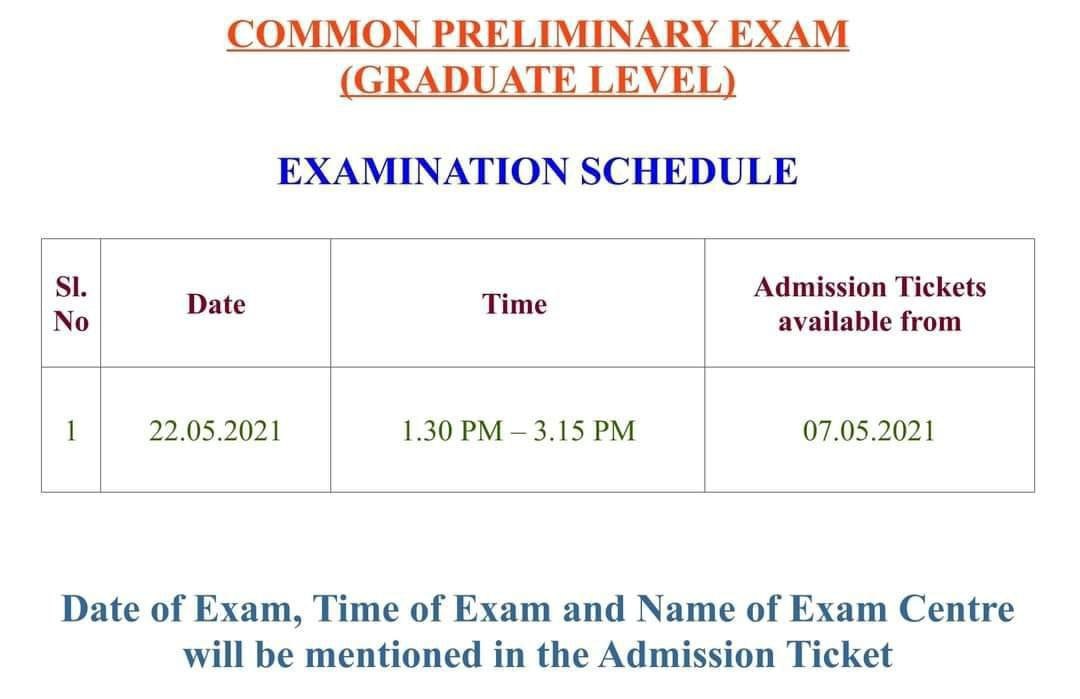 COMMON PRELIMINARY EXAM
(GRADUATE LEVEL)
EXAMINATION SCHEDULE
Sl. No Date Time Admission Tickets available from
1 22.05.2021 1.30 PM – 3.15 PM 07.05.2021
Date of Exam, Time of Exam and Name of Exam Centre
will be mentioned in the Admission Ticket